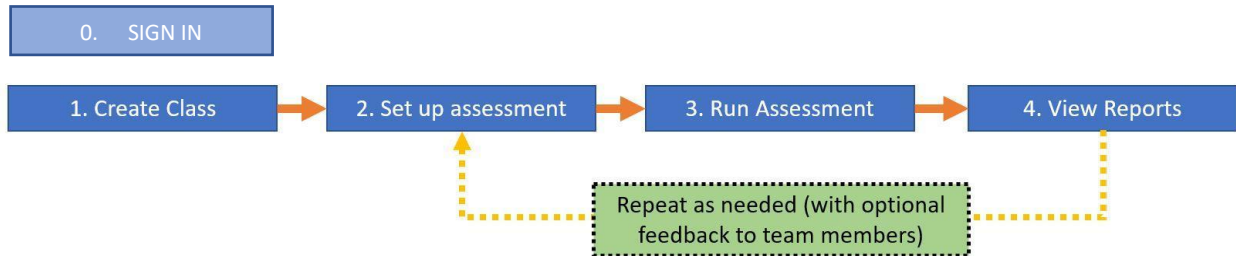 0. SIGN IN
1. Create Class
2. Set up assessment
3. Run Assessment
4. View Reports
Repeat as needed (with optional
feedback to team members)